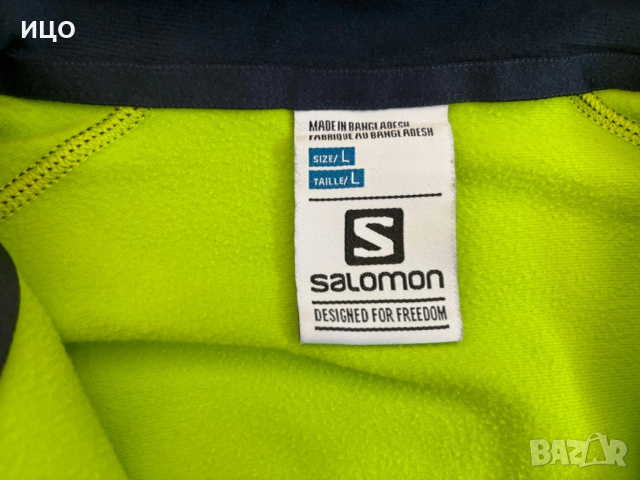 ицо
MADE IN BANGLADESH
FABRIQUE AU BANGLADESH
SIZE/ L
TAILLE/ L
S
SALOMON
DESIGNED FOR FREEDOM
BAZAR